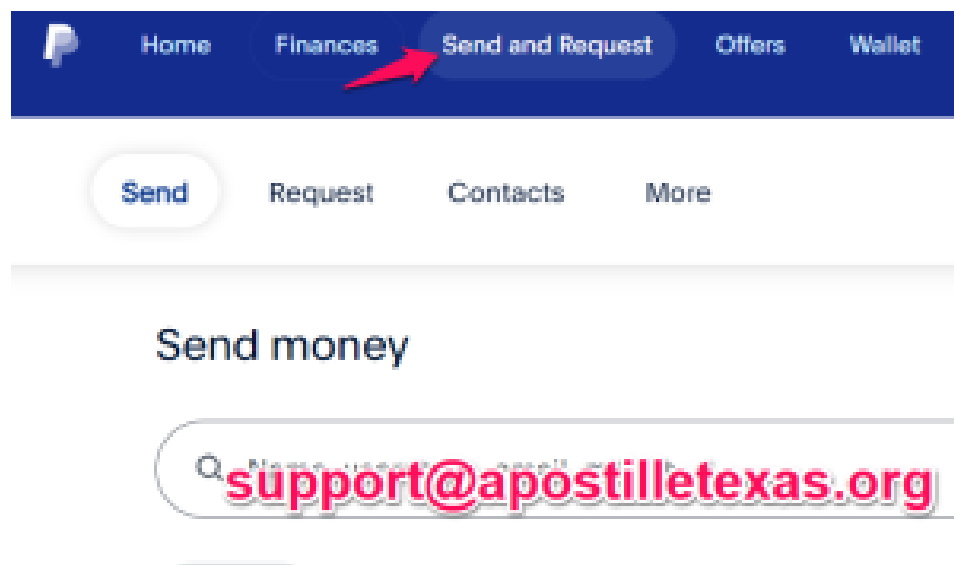 Home Finances Send and Request Offers Wallet
Send Request Contacts More
Send money
support@apostilletexas.org